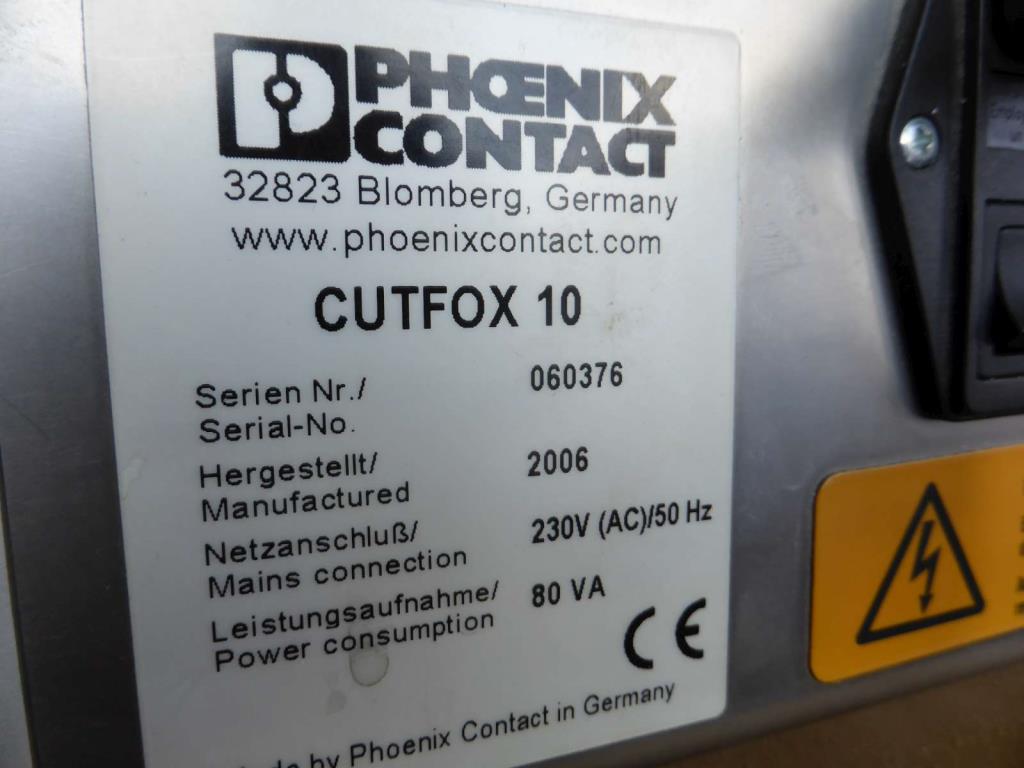 PHŒNIX
CONTACT
32823 Blomberg, Germany
www.phoenixcontact.com
CUTFOX 10
Serien Nr./ 060376
Serial-No.
Hergestellt/ 2006
Manufactured
Netzanschluß/ 230V (AC)/50 Hz
Mains connection
Leistungsaufnahme/ 80 VA
Power consumption
CE
by Phoenix Contact in Germany